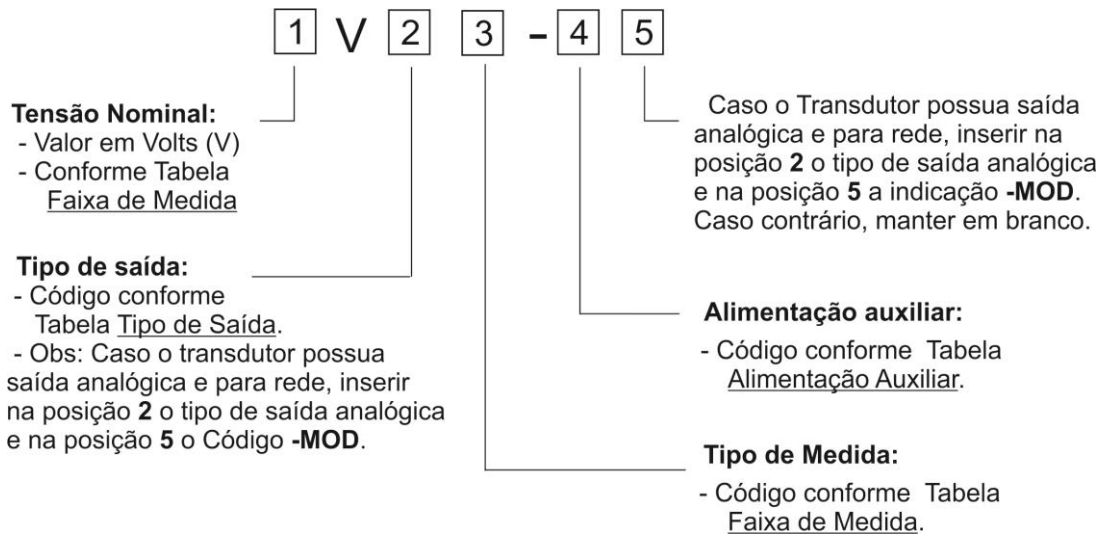 1 V 2 3 - 4 5
Tensão Nominal:
- Valor em Volts (V)
- Conforme Tabela
Faixa de Medida
Tipo de saída:
- Código conforme
Tabela Tipo de Saída.
- Obs: Caso o transdutor possua
saída analógica e para rede, inserir
na posição 2 o tipo de saída analógica
e na posição 5 o Código -MOD.
Caso o Transdutor possua saída
analógica e para rede, inserir na
posição 2 o tipo de saída analógica
e na posição 5 a indicação -MOD.
Caso contrário, manter em branco.
Alimentação auxiliar:
- Código conforme Tabela
Alimentação Auxiliar.
Tipo de Medida:
- Código conforme Tabela
Faixa de Medida.